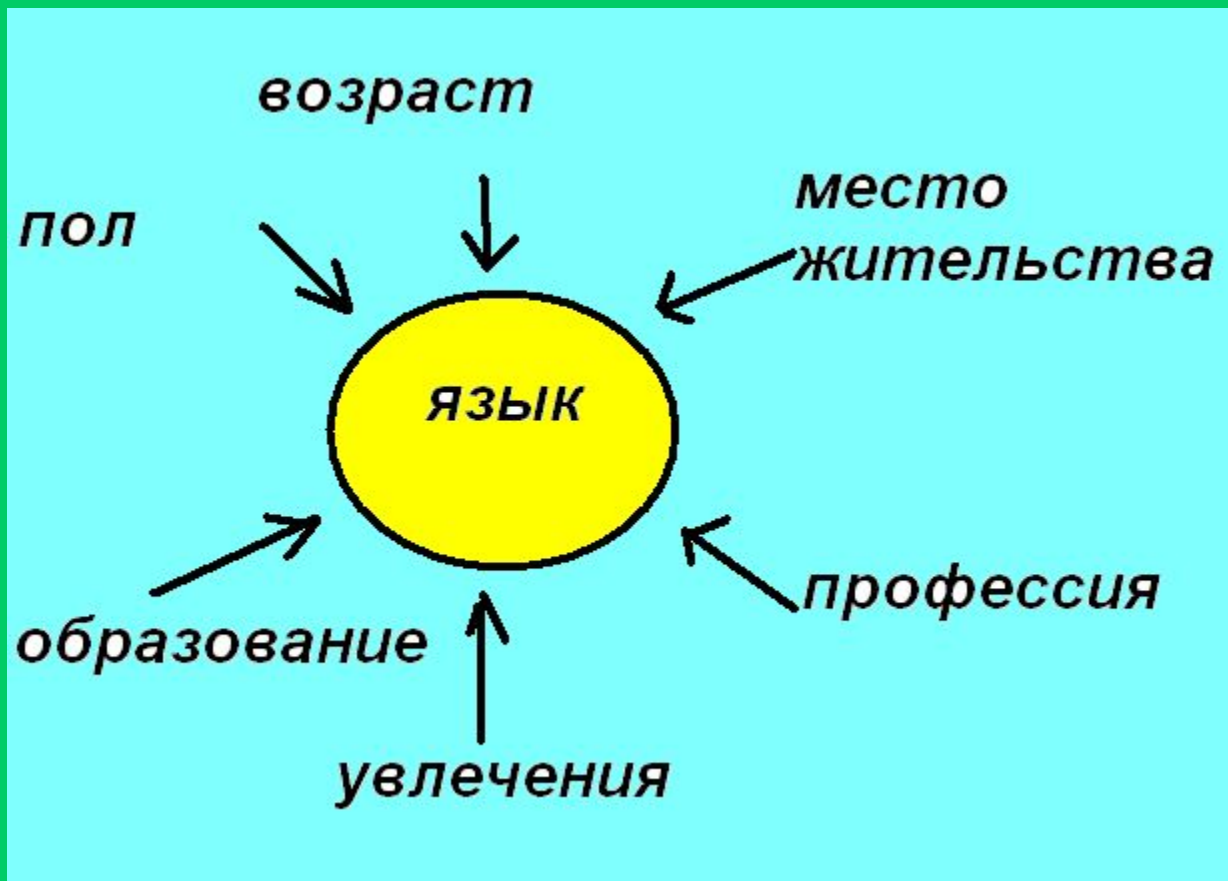 возраст
пол
место
жительства
язык
образование
профессия
увлечения